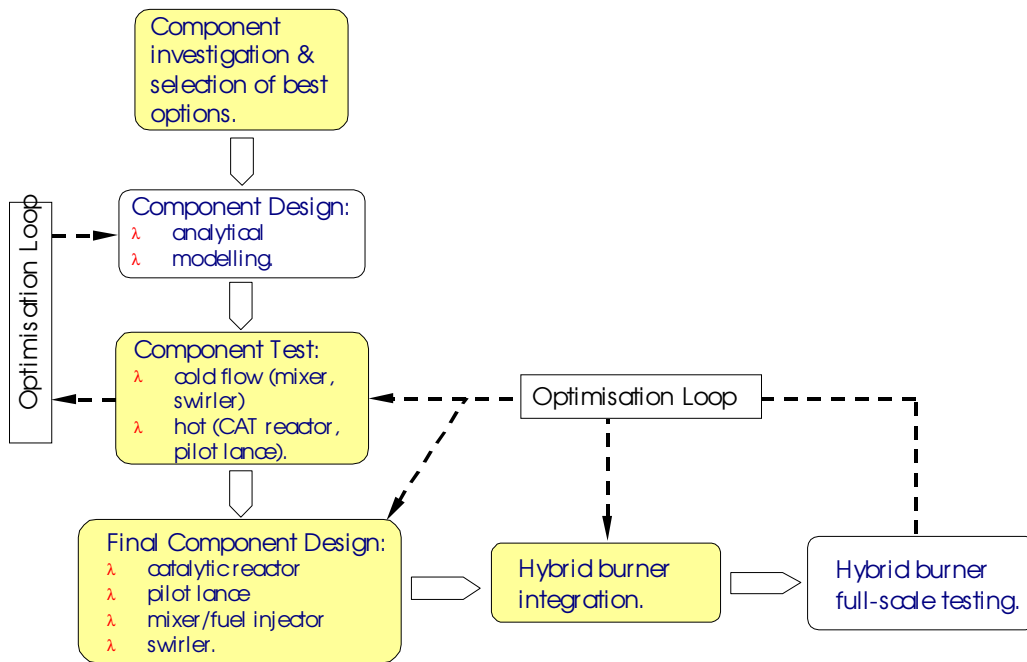 Component
investigation &
selection of best
options.
Optimisation Loop
Component Design:
λ analytical
λ modelling.
Component Test:
λ cold flow (mixer,
swirler)
λ hot (CAT reactor,
pilot lance).
Optimisation Loop
Final Component Design:
λ catalytic reactor
λ pilot lance
λ mixer/fuel injector
λ swirler.
Hybrid burner
integration.
Hybrid burner
full-scale testing.